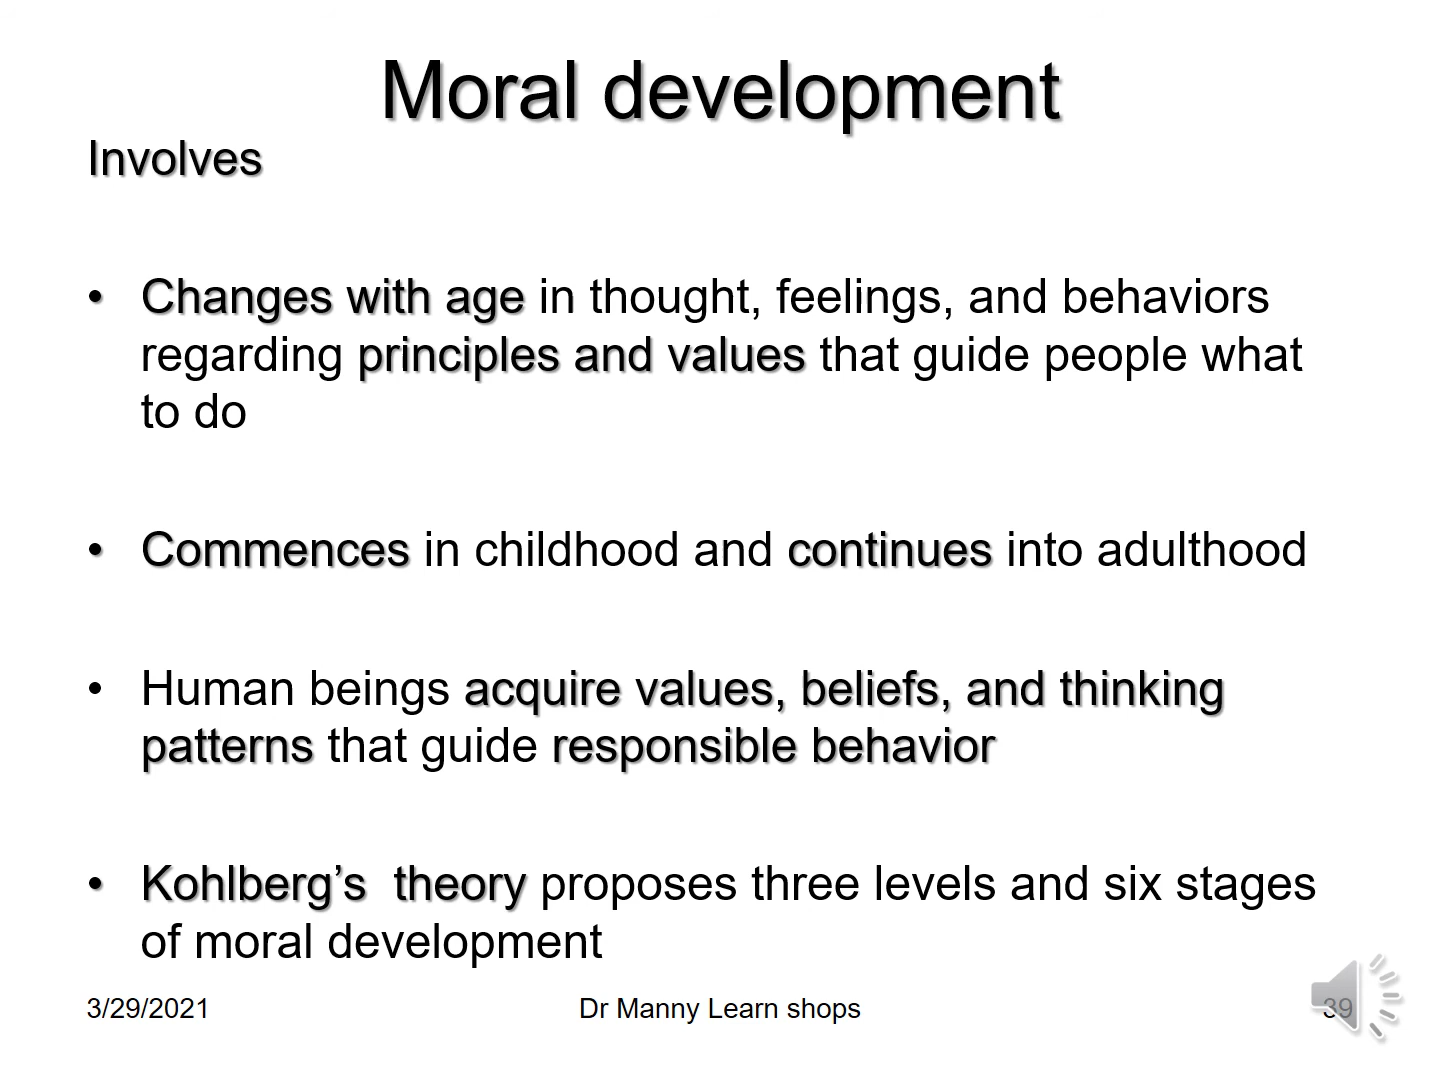 Moral development
Involves
• Changes with age in thought, feelings, and behaviors
regarding principles and values that guide people what
to do
• Commences in childhood and continues into adulthood
• Human beings acquire values, beliefs, and thinking
patterns that guide responsible behavior
• Kohlberg’s  theory proposes three levels and six stages
of moral development
3/29/2021
Dr Manny Learn shops
39